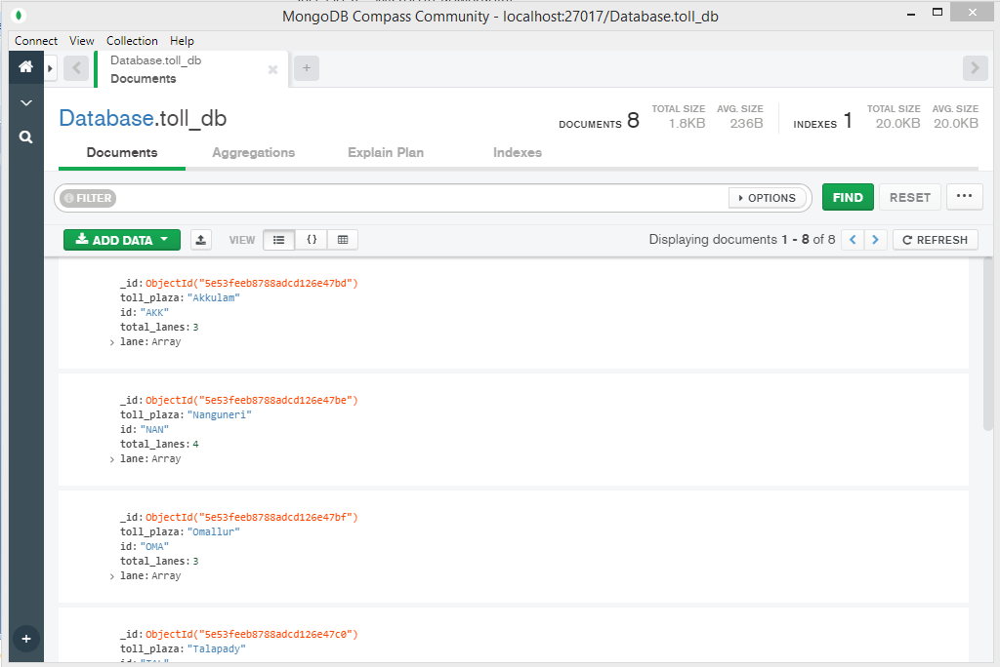 MongoDB Compass Community - localhost:27017/Database.toll_db
Connect View Collection Help
Database.toll_db
Documents
Database.toll_db
DOCUMENTS 8 TOTAL SIZE 1.8KB AVG. SIZE 236B INDEXES 1 TOTAL SIZE 20.0KB AVG. SIZE 20.0KB
Documents Aggregations Explain Plan Indexes
FILTER OPTIONS FIND RESET ...
ADD DATA VIEW {} Displaying documents 1 - 8 of 8 REFRESH
_id: ObjectId("5e53feeb8788adcd126e47bd")
toll_plaza: "Akkulam"
id: "AKK"
total_lanes: 3
> lane: Array
_id: ObjectId("5e53feeb8788adcd126e47be")
toll_plaza: "Nanguneri"
id: "NAN"
total_lanes: 4
> lane: Array
_id: ObjectId("5e53feeb8788adcd126e47bf")
toll_plaza: "Omallur"
id: "OMA"
total_lanes: 3
> lane: Array
_id: ObjectId("5e53feeb8788adcd126e47c0")
toll_plaza: "Talapady"